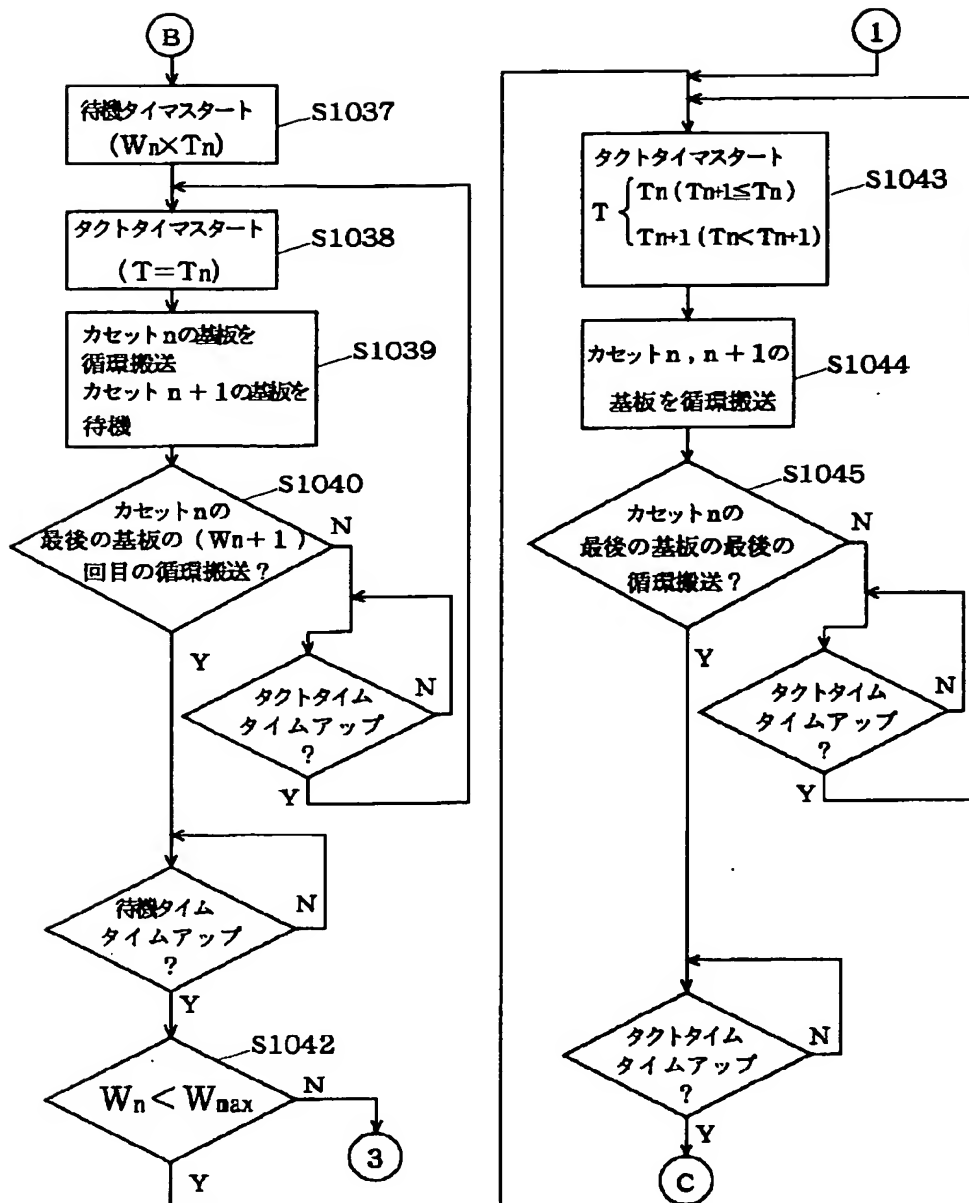 B
待機タイマスタート
(Wn×Tn)
S1037
タクトタイマスタート
(T=Tn)
S1038
カセットnの基板を
循環搬送
カセットn+1の基板を
待機
S1039
S1040
カセットnの
最後の基板の(Wn+1)
回目の循環搬送?
N
Y
タクトタイム
タイムアップ
?
N
Y
待機タイム
タイムアップ
?
N
Y
S1042
Wn<Wmax
N
3
Y
1
タクトタイマスタート
T { Tn(Tn+1≦Tn)
Tn+1(Tn<Tn+1)
S1043
カセットn,n+1の
基板を循環搬送
S1044
S1045
カセットnの
最後の基板の最後の
循環搬送?
N
Y
タクトタイム
タイムアップ
?
N
Y
タクトタイム
タイムアップ
?
N
Y
C